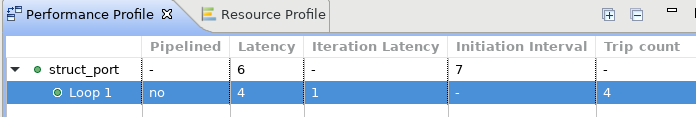 Performance Profile Resource Profile
Pipelined Latency Iteration Latency Initiation Interval Trip count
struct_port - 6 - 7 -
Loop 1 no 4 1 - 4